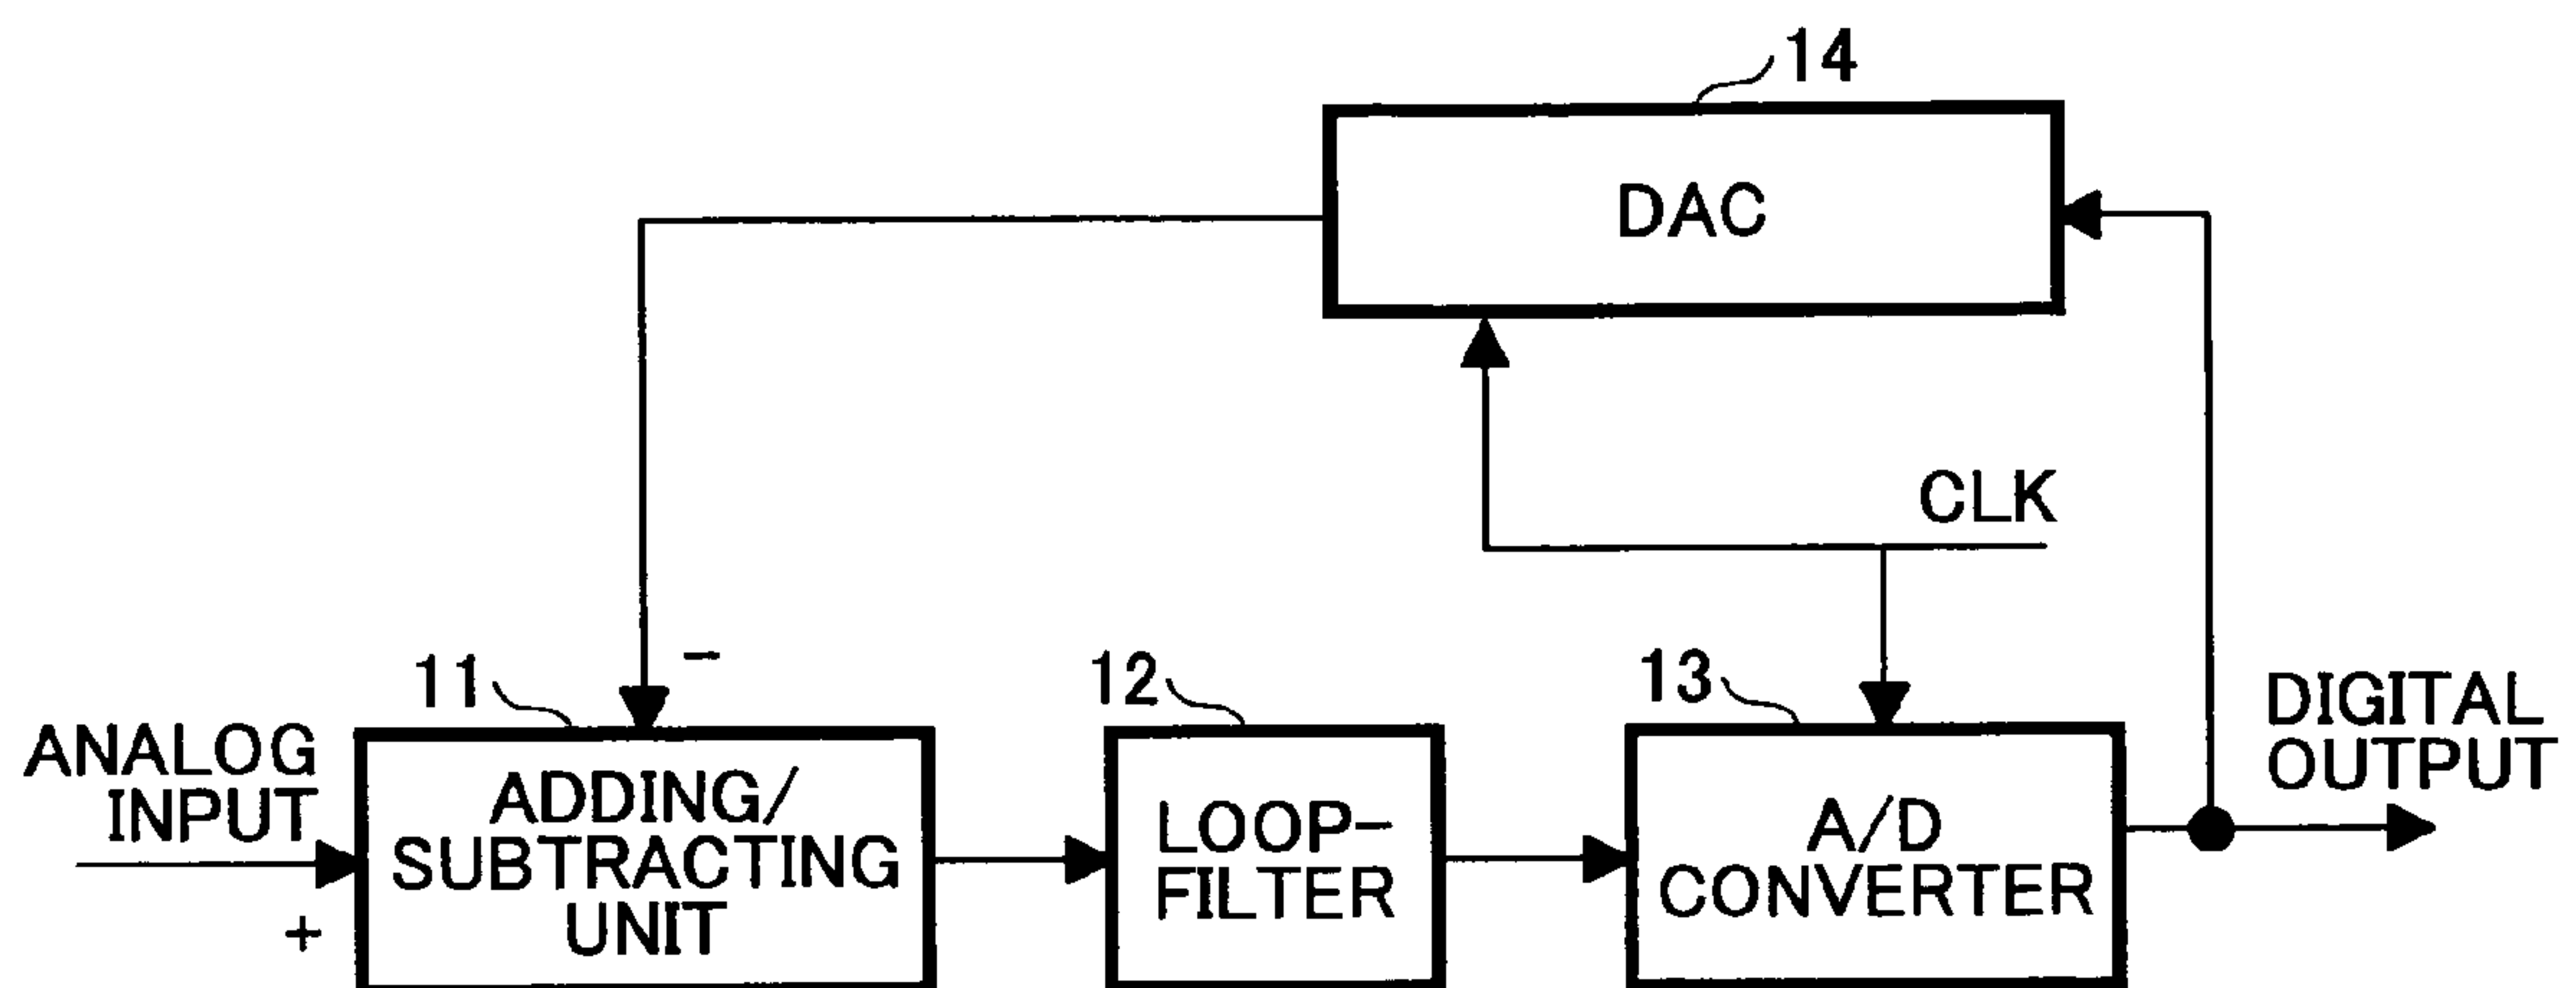 14
DAC
CLK
-
11
12
13
ANALOG
INPUT
+
ADDING/
SUBTRACTING
UNIT
LOOP-
FILTER
A/D
CONVERTER
DIGITAL
OUTPUT